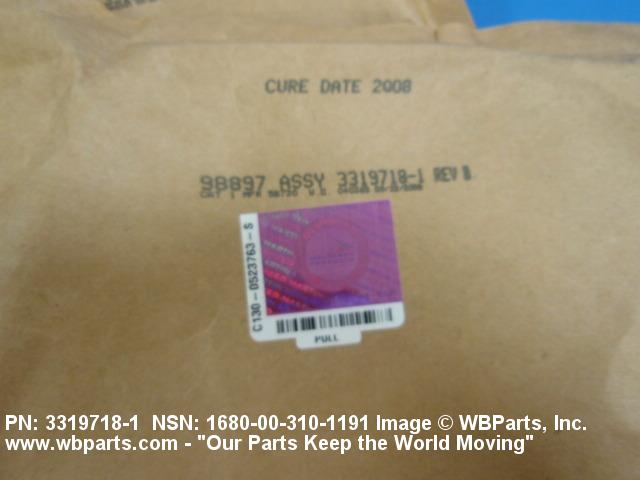 CURE DATE 2008
98897 ASSY 3319718-1 REV B
C130-0523763-S
PULL
PN: 3319718-1 NSN: 1680-00-310-1191 Image © WBParts, Inc.
www.wbparts.com - "Our Parts Keep the World Moving"